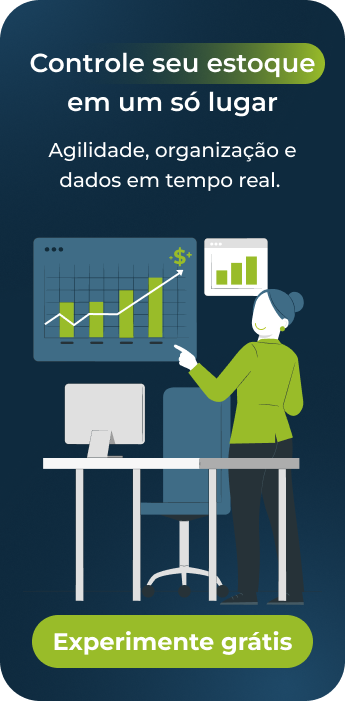 Controle seu estoque
em um só lugar
Agilidade, organização e
dados em tempo real.
$
Experimente grátis